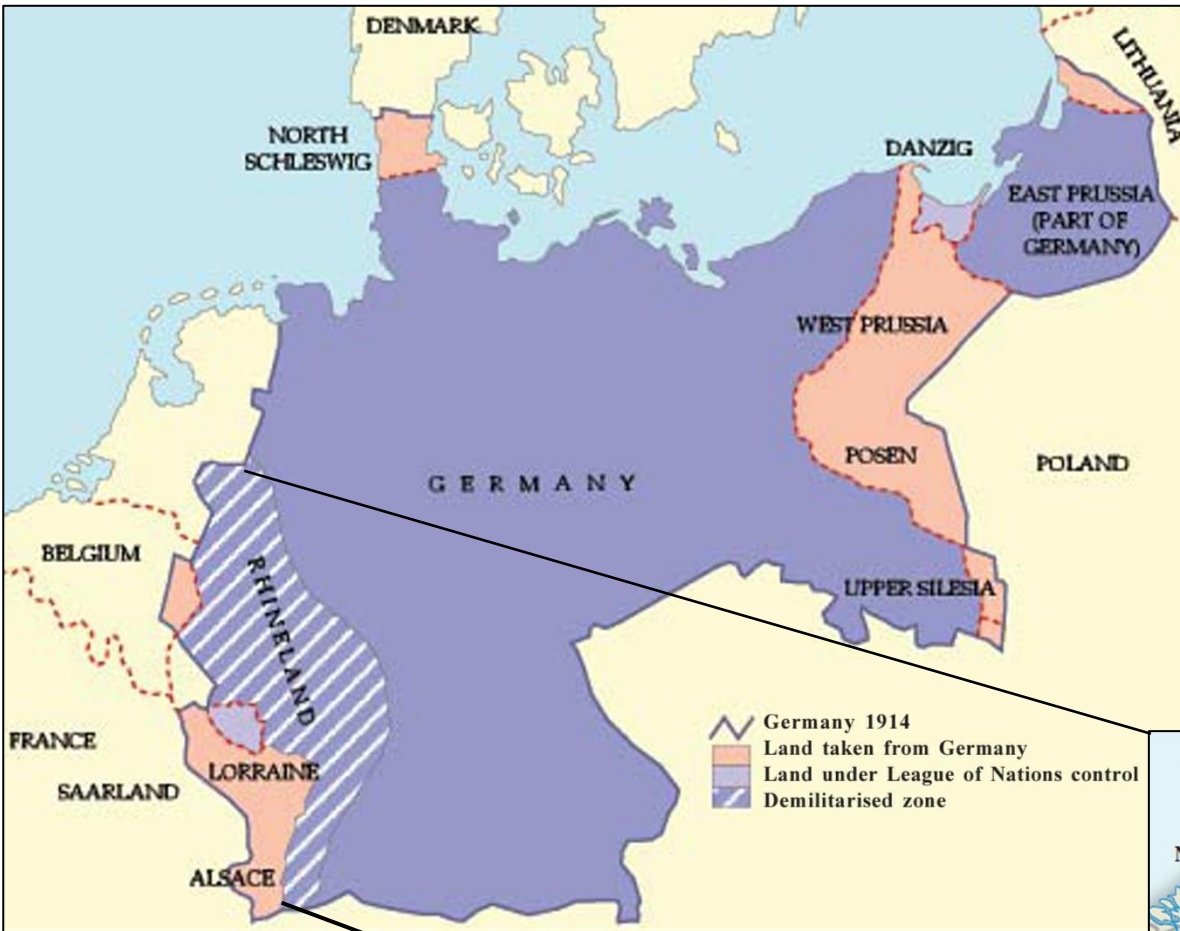 DENMARK
LITHUANIA
NORTH
SCHLESWIG
DANZIG
EAST PRUSSIA
(PART OF
GERMANY)
WEST PRUSSIA
POSEN
POLAND
GERMANY
BELGIUM
RHINELAND
UPPER SILESIA
FRANCE
LORRAINE
SAARLAND
ALSACE
Germany 1914
Land taken from Germany
Land under League of Nations control
Demilitarised zone